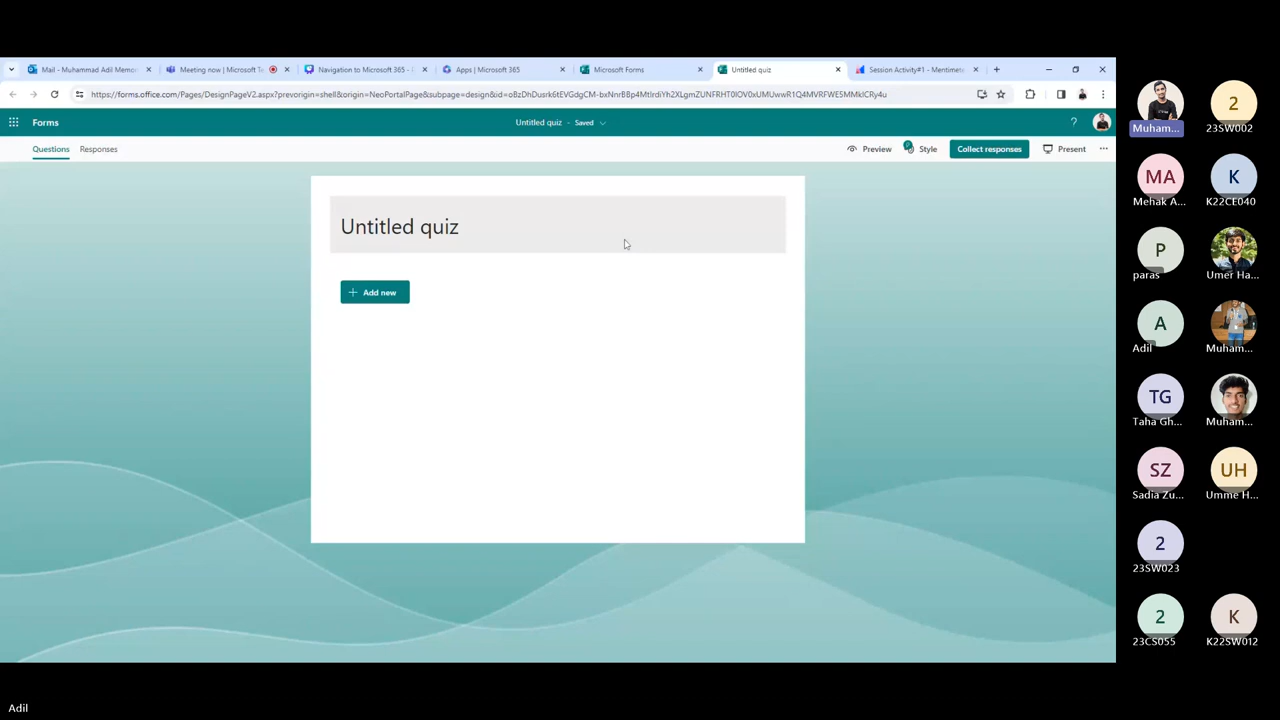 Mail - Muhammad Adil Memo
Meeting now | Microsoft Te
Navigation to Microsoft 365 -
Apps | Microsoft 365
Microsoft Forms
Untitled quiz
Session Activity#1 - Mentimete
Forms
Untitled quiz - Saved
?
Questions
Responses
Preview
Style
Collect responses
Present
Untitled quiz
Add new
Muham...
2
23SW002
MA
Mehak A...
K
K22CE040
P
paras
Umer Ha...
A
Adil
Muham...
TG
Taha Gh...
Muham...
SZ
Sadia Zu...
UH
Umme H...
2
23SW023
2
23CS055
K
K22SW012
Adil